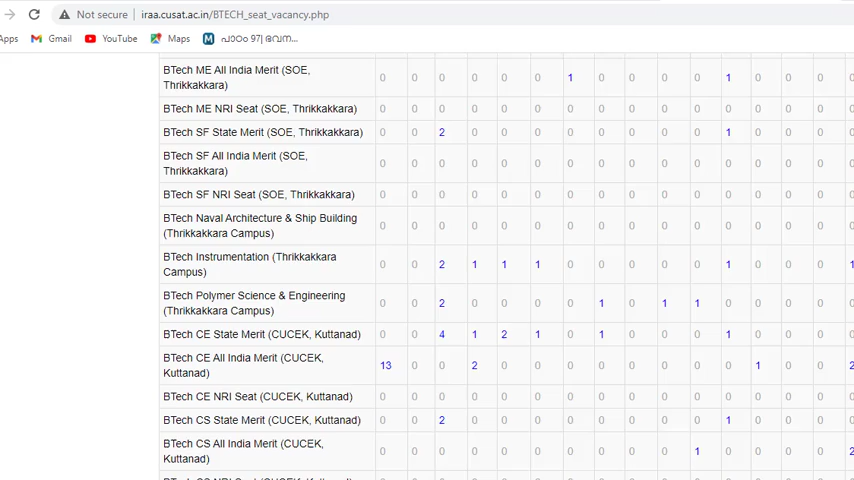 Not secure iraa.cusat.ac.in/BTECH_seat_vacancy.php
Apps Gmail YouTube Maps പാഠം 97| ദേവന...
BTech ME All India Merit (SOE, 0 0 0 0 0 0 1 0 0 0 0 1 0 0 0 0
Thrikkakkara)
BTech ME NRI Seat (SOE, Thrikkakkara) 0 0 0 0 0 0 0 0 0 0 0 0 0 0 0 0
BTech SF State Merit (SOE, Thrikkakkara) 0 0 2 0 0 0 0 0 0 0 0 1 0 0 0 0
BTech SF All India Merit (SOE, 0 0 0 0 0 0 0 0 0 0 0 0 0 0 0 0
Thrikkakkara)
BTech SF NRI Seat (SOE, Thrikkakkara) 0 0 0 0 0 0 0 0 0 0 0 0 0 0 0 0
BTech Naval Architecture & Ship Building 0 0 0 0 0 0 0 0 0 0 0 0 0 0 0 0
(Thrikkakkara Campus)
BTech Instrumentation (Thrikkakkara 0 0 2 1 1 1 0 0 0 0 0 1 0 0 0 1
Campus)
BTech Polymer Science & Engineering 0 0 2 0 0 0 0 1 0 1 1 0 0 0 0 0
(Thrikkakkara Campus)
BTech CE State Merit (CUCEK, Kuttanad) 0 0 4 1 2 1 0 1 0 0 0 1 0 0 0 0
BTech CE All India Merit (CUCEK, 13 0 0 2 0 0 0 0 0 0 0 0 1 0 0 2
Kuttanad)
BTech CE NRI Seat (CUCEK, Kuttanad) 0 0 0 0 0 0 0 0 0 0 0 0 0 0 0 0
BTech CS State Merit (CUCEK, Kuttanad) 0 0 2 0 0 0 0 0 0 0 0 1 0 0 0 0
BTech CS All India Merit (CUCEK, 0 0 0 0 0 0 0 0 0 0 1 0 0 0 0 2
Kuttanad)